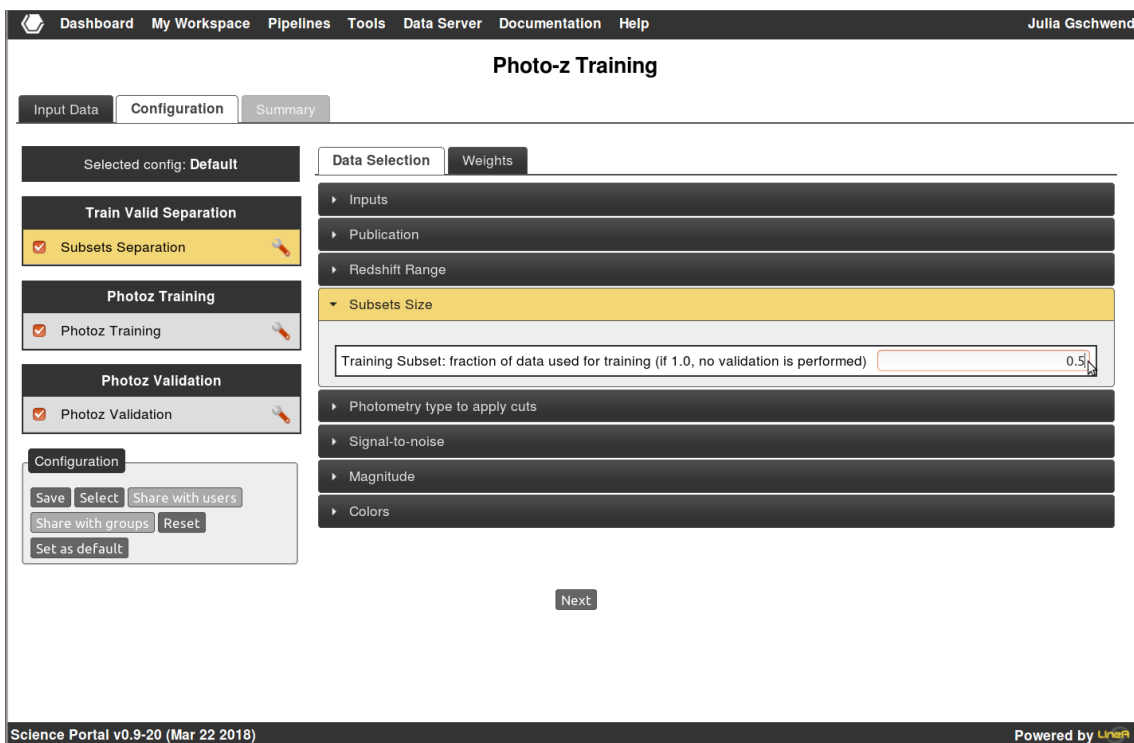 Dashboard My Workspace Pipelines Tools Data Server Documentation Help Julia Gschwend
Photo-z Training
Input Data Configuration Summary
Selected config: Default
Train Valid Separation
Subsets Separation
Photoz Training
Photoz Training
Photoz Validation
Photoz Validation
Configuration
Save Select Share with users
Share with groups Reset
Set as default
Data Selection Weights
Inputs
Publication
Redshift Range
Subsets Size
Training Subset: fraction of data used for training (if 1.0, no validation is performed) 0.5
Photometry type to apply cuts
Signal-to-noise
Magnitude
Colors
Next
Science Portal v0.9-20 (Mar 22 2018) Powered by LIneA